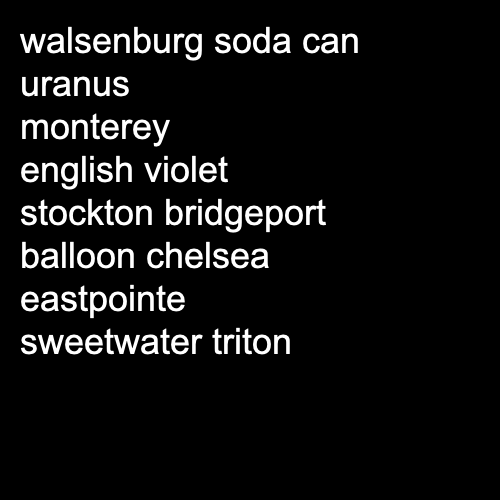 walsenburg soda can
uranus
monterey
english violet
stockton bridgeport
balloon chelsea
eastpointe
sweetwater triton